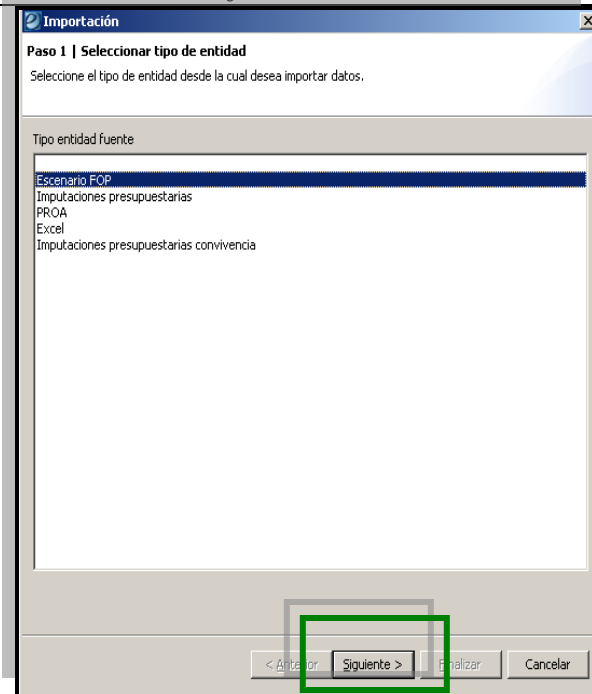 Importación
Paso 1 | Seleccionar tipo de entidad
Seleccione el tipo de entidad desde la cual desea importar datos.
Tipo entidad fuente
Escenario FOP
Imputaciones presupuestarias
PROA
Excel
Imputaciones presupuestarias convivencia
< Anterior Siguiente > Finalizar Cancelar